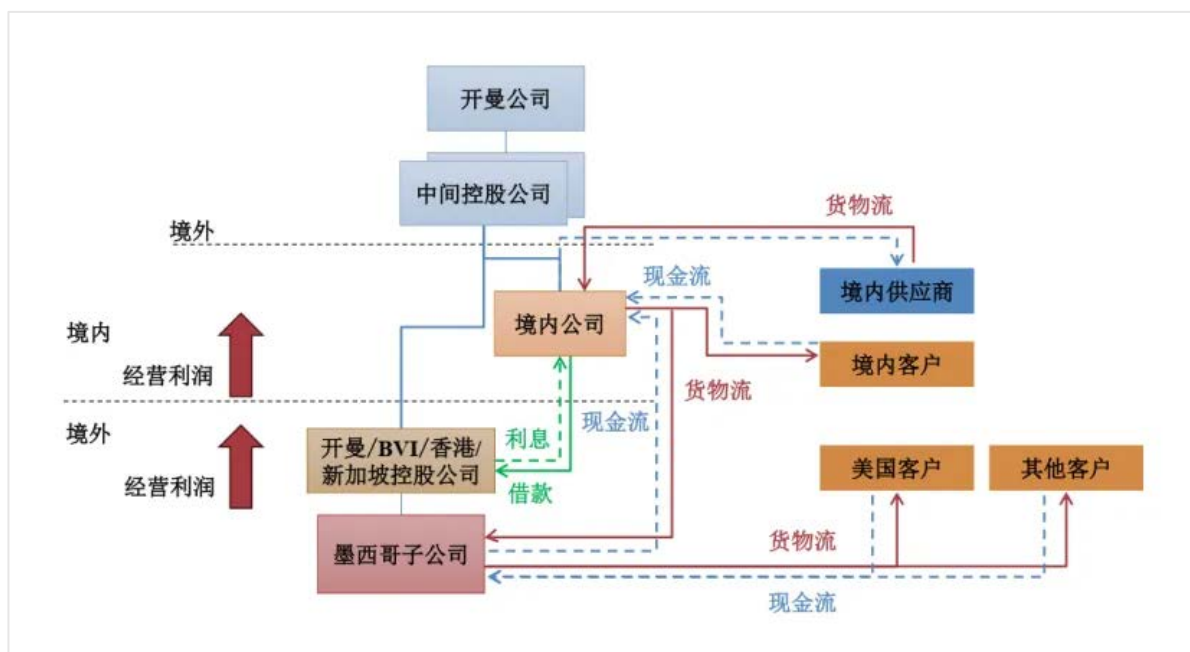 开曼公司
中间控股公司
货物流
境外
现金流
境内供应商
境内公司
境内
境内客户
经营利润
货物流
境外
现金流
开曼/BVI/香港/
新加坡控股公司
利息
美国客户
其他客户
经营利润
借款
墨西哥子公司
货物流
现金流